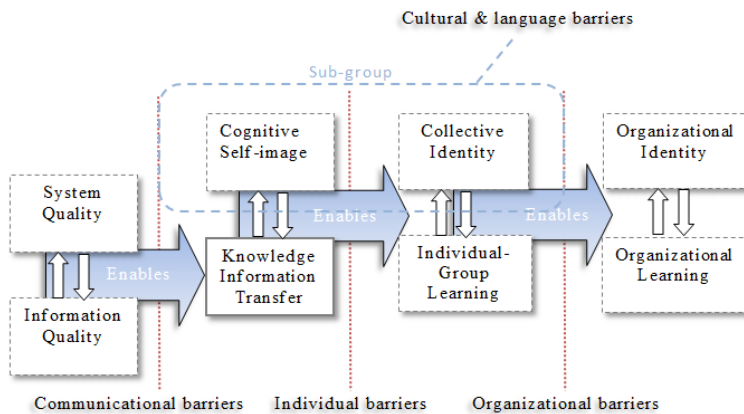 Cultural & language barriers
Sub-group
Cognitive
Self-image
Collective
Identity
Organizational
Identity
System
Quality
Enables
Enables
Enables
Knowledge
Information
Transfer
Individual-
Group
Learning
Organizational
Learning
Information
Quality
Communicational barriers
Individual barriers
Organizational barriers